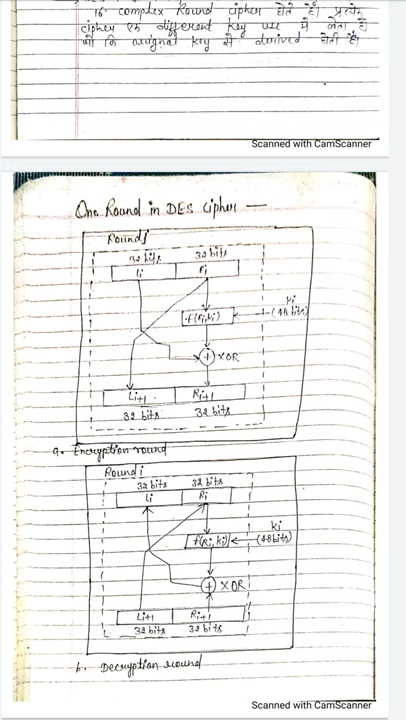 16 complex Round cipher होते हैं। प्रत्येक
cipher एक different key use में लेता है
जो कि original key से derived होती है।
Scanned with CamScanner
One Round in DES cipher —
Round i
32 bits 32 bits
Li Ri
f(Ri, Ki)
Ki
(48 bits)
+ XOR
Li+1 Ri+1
32 bits 32 bits
a. Encryption round
Round i
32 bits 32 bits
Li Ri
f(Ri, Ki)
Ki
(48 bits)
+ XOR
Li+1 Ri+1
32 bits 32 bits
b. Decryption round
Scanned with CamScanner